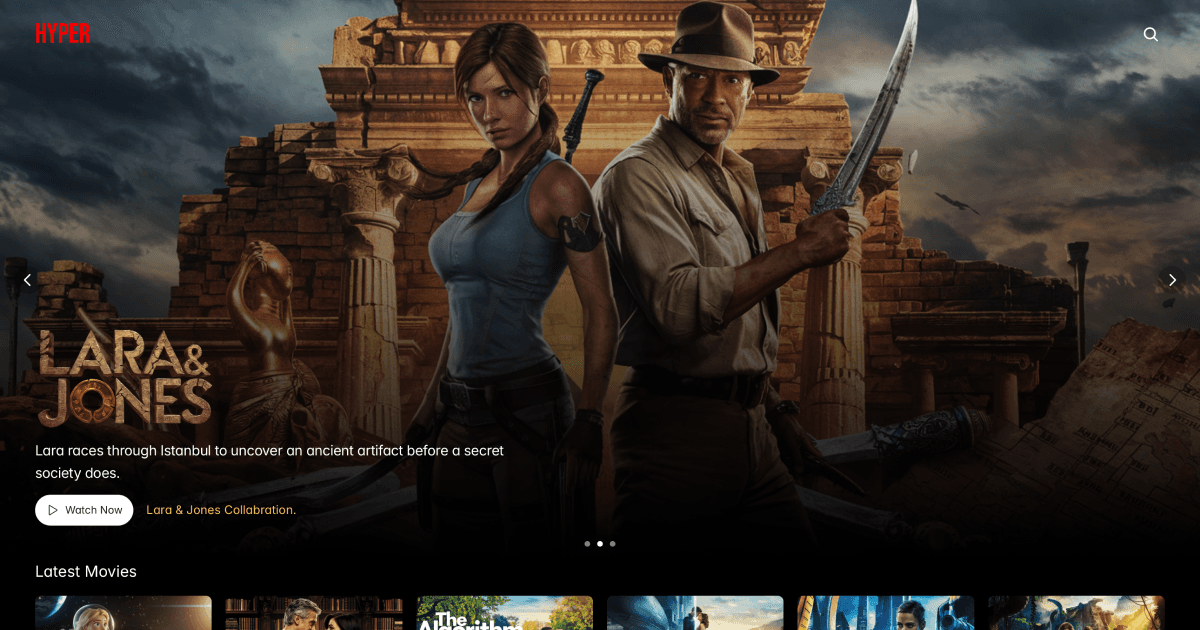 HYPER
LARA&
JONES
Lara races through Istanbul to uncover an ancient artifact before a secret
society does.
Watch Now
Lara & Jones Collabration.
Latest Movies
The
Algorithm